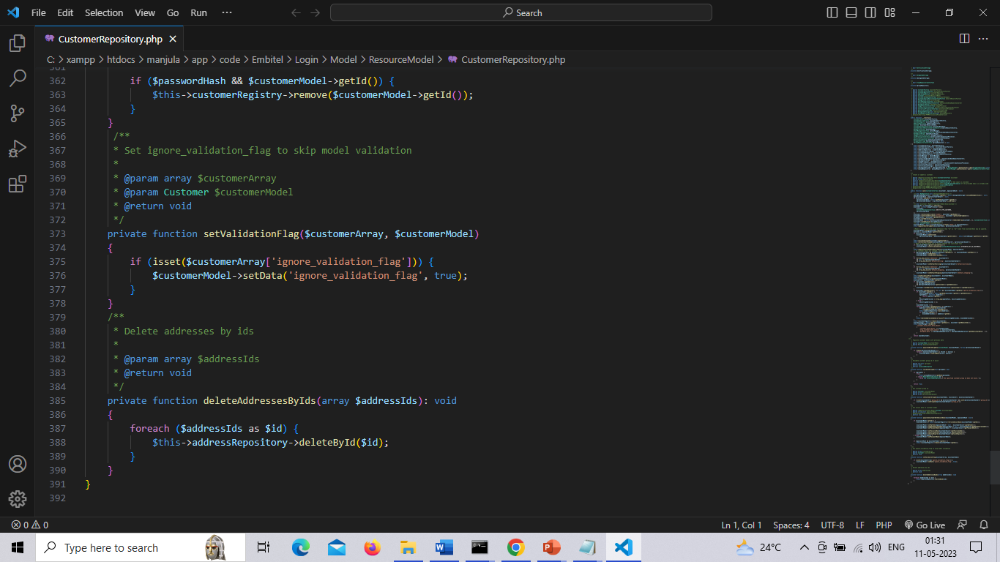 File Edit Selection View Go Run ··· Search
CustomerRepository.php
C: > xampp > htdocs > manjula > app > code > Embitel > Login > Model > ResourceModel > CustomerRepository.php
361
362 if ($passwordHash && $customerModel->getId()) {
363 $this->customerRegistry->remove($customerModel->getId());
364 }
365 }
366 /**
367 * Set ignore_validation_flag to skip model validation
368 *
369 * @param array $customerArray
370 * @param Customer $customerModel
371 * @return void
372 */
373 private function setValidationFlag($customerArray, $customerModel)
374 {
375 if (isset($customerArray['ignore_validation_flag'])) {
376 $customerModel->setData('ignore_validation_flag', true);
377 }
378 }
379 /**
380 * Delete addresses by ids
381 *
382 * @param array $addressIds
383 * @return void
384 */
385 private function deleteAddressesByIds(array $addressIds): void
386 {
387 foreach ($addressIds as $id) {
388 $this->addressRepository->deleteById($id);
389 }
390 }
391 }
392
0 0 Ln 1, Col 1 Spaces: 4 UTF-8 LF PHP Go Live
Type here to search 24°C ENG 01:31
11-05-2023